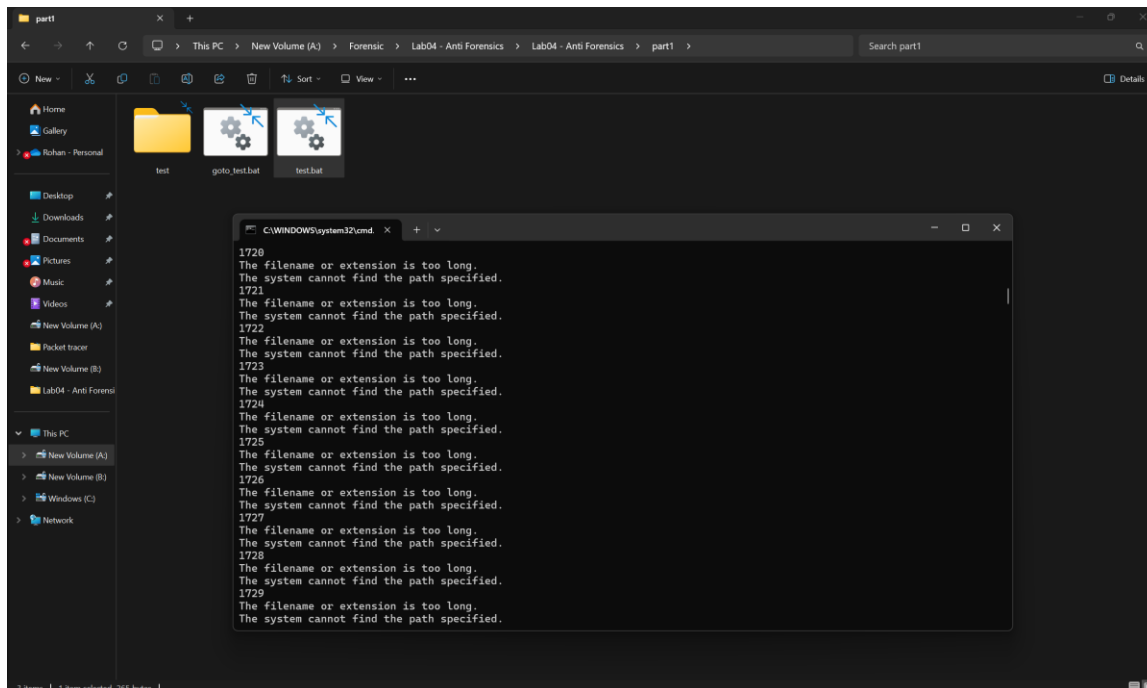 part1
This PC > New Volume (A:) > Forensic > Lab04 - Anti Forensics > Lab04 - Anti Forensics > part1 >
Search part1
New
Sort
View
Details
Home
Gallery
Rohan - Personal
Desktop
Downloads
Documents
Pictures
Music
Videos
New Volume (A:)
Packet tracer
New Volume (B:)
Lab04 - Anti Forensi
This PC
New Volume (A:)
New Volume (B:)
Windows (C:)
Network
test
goto_test.bat
test.bat
C:\WINDOWS\system32\cmd.
1720
The filename or extension is too long.
The system cannot find the path specified.
1721
The filename or extension is too long.
The system cannot find the path specified.
1722
The filename or extension is too long.
The system cannot find the path specified.
1723
The filename or extension is too long.
The system cannot find the path specified.
1724
The filename or extension is too long.
The system cannot find the path specified.
1725
The filename or extension is too long.
The system cannot find the path specified.
1726
The filename or extension is too long.
The system cannot find the path specified.
1727
The filename or extension is too long.
The system cannot find the path specified.
1728
The filename or extension is too long.
The system cannot find the path specified.
1729
The filename or extension is too long.
The system cannot find the path specified.